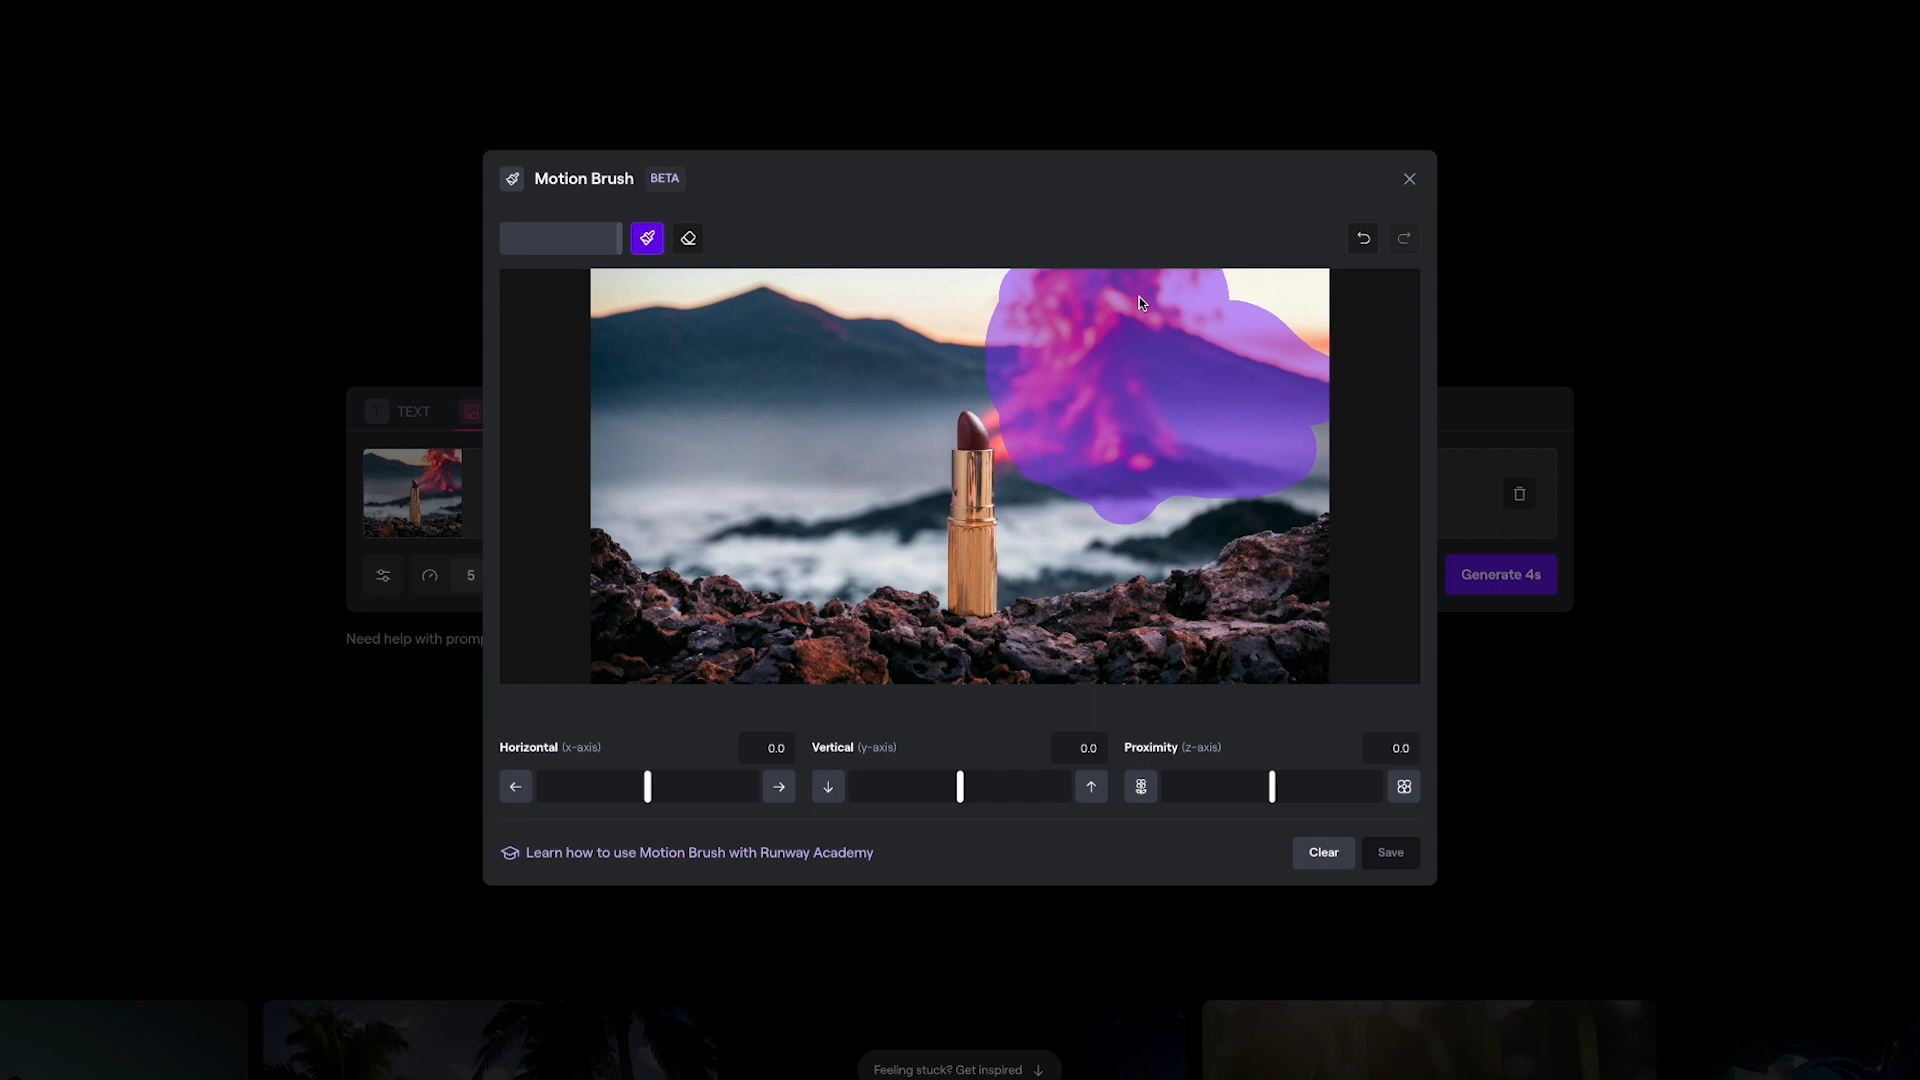 Motion Brush BETA
TEXT
5
Generate 4s
Need help with promp
Horizontal (x-axis) 0.0
Vertical (y-axis) 0.0
Proximity (z-axis) 0.0
Learn how to use Motion Brush with Runway Academy
Clear
Save
Feeling stuck? Get inspired